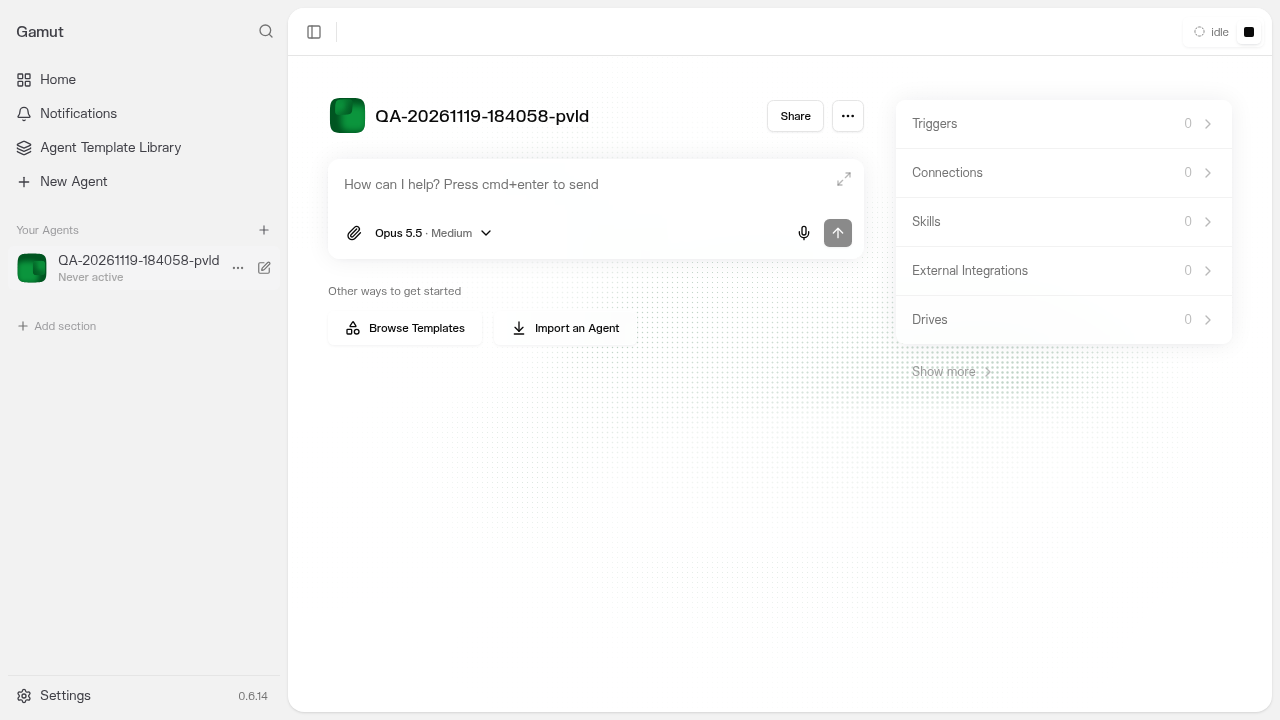 Gamut
Home
Notifications
Agent Template Library
New Agent
Your Agents
QA-20261119-184058-pvld
Never active
Add section
Settings
0.6.14
idle
QA-20261119-184058-pvld
Share
How can I help? Press cmd+enter to send
Opus 5.5 · Medium
Other ways to get started
Browse Templates
Import an Agent
Triggers 0
Connections 0
Skills 0
External Integrations 0
Drives 0
Show more